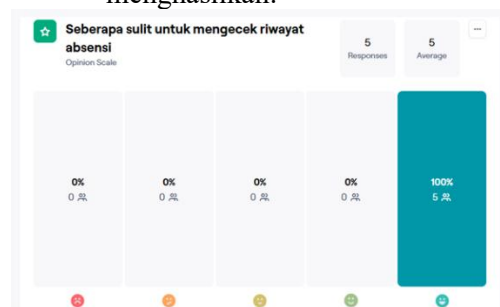 menghasilkan.
Seberapa sulit untuk mengecek riwayat
absensi
Opinion Scale
5
Responses
5
Average
0%
0
0%
0
0%
0
0%
0
100%
5